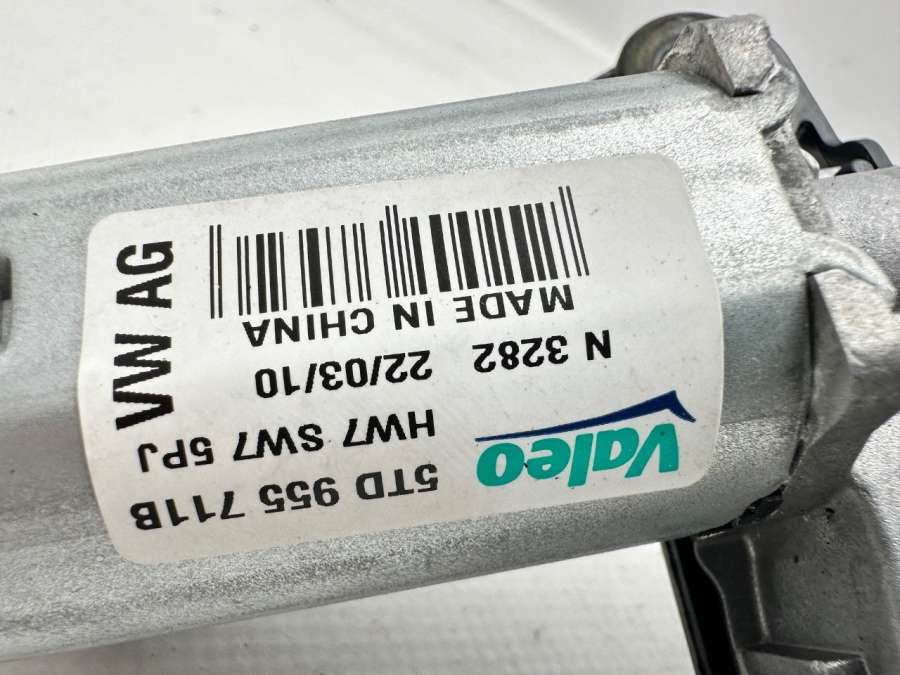 Valeo 5TD 955 711B
HW7 SW7 5PJ
N 3282 22/03/10
MADE IN CHINA
VW AG